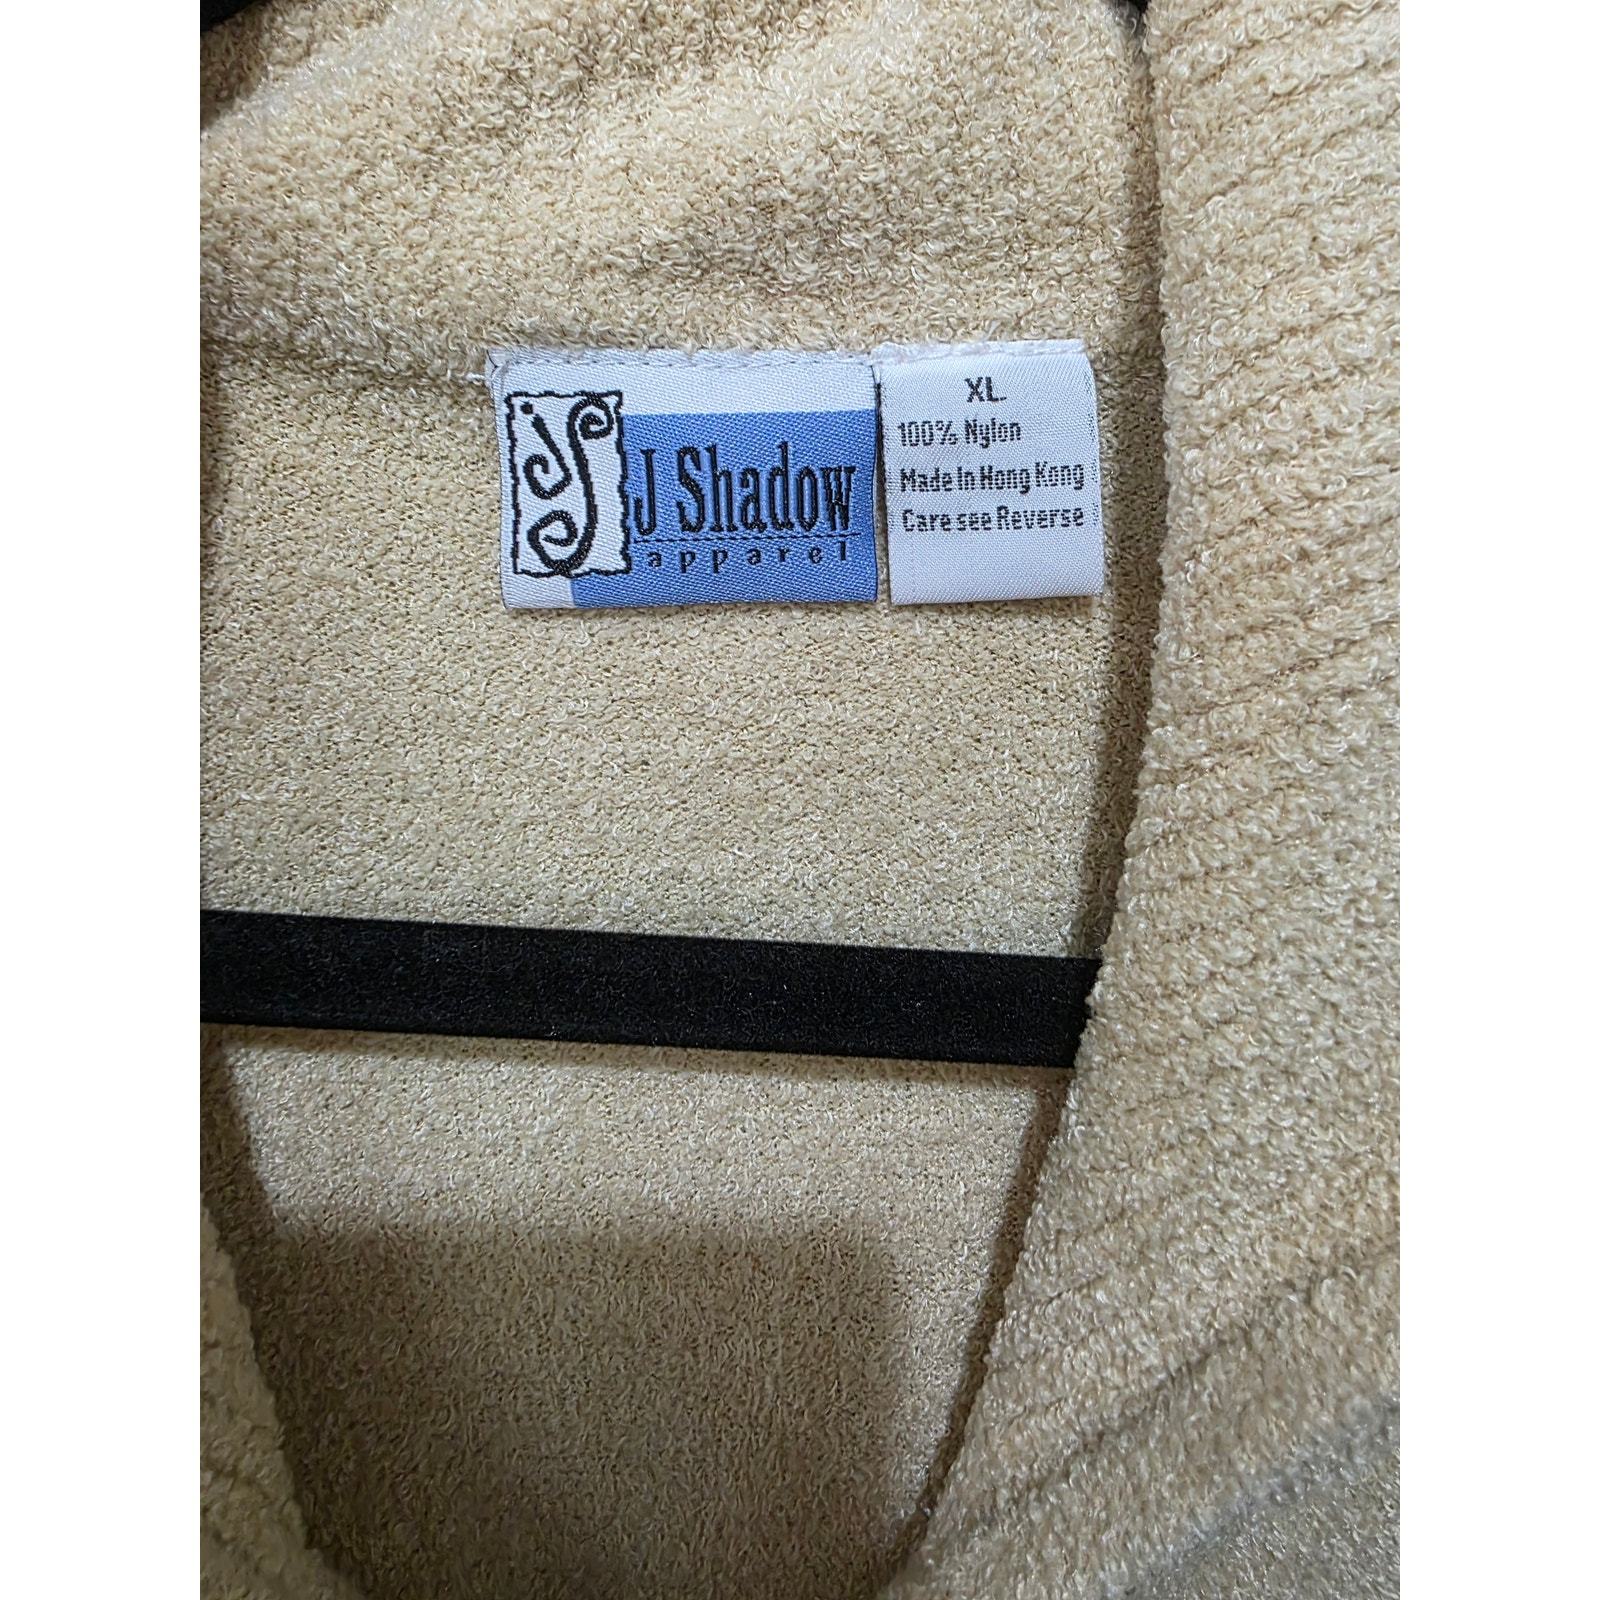 J Shadow
apparel
XL
100% Nylon
Made In Hong Kong
Care see Reverse